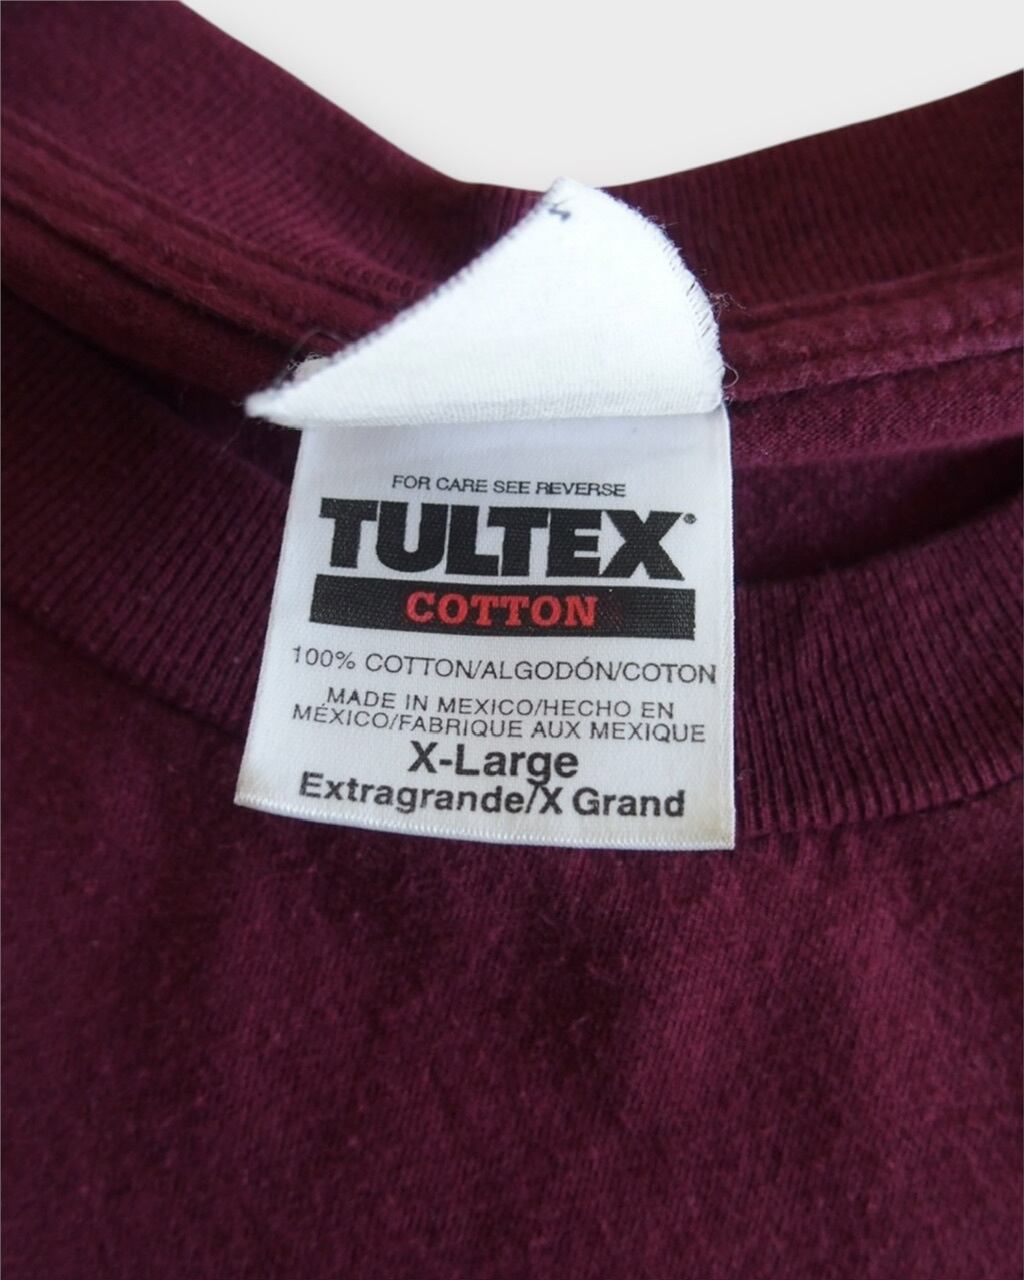 FOR CARE SEE REVERSE
TULTEX®
COTTON
100% COTTON/ALGODÓN/COTON
MADE IN MEXICO/HECHO EN
MÉXICO/FABRIQUE AUX MEXIQUE
X-Large
Extragrande/X Grand